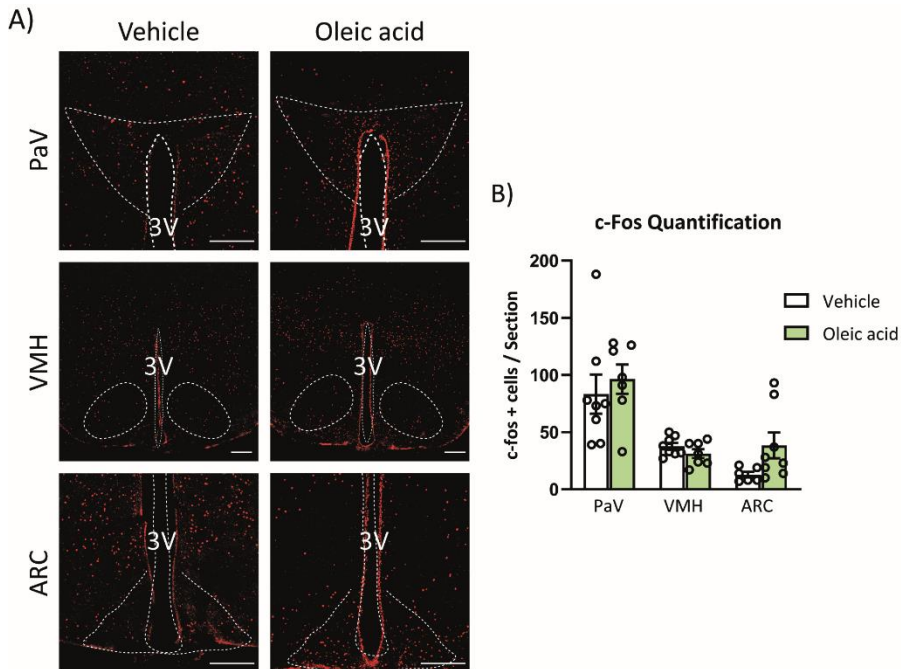 A)
Vehicle
Oleic acid
PaV
3V
3V
VMH
3V
3V
ARC
3V
3V
B)
c-Fos Quantification
c-fos + cells / Section
200
150
100
50
0
PaV
VMH
ARC
Vehicle
Oleic acid